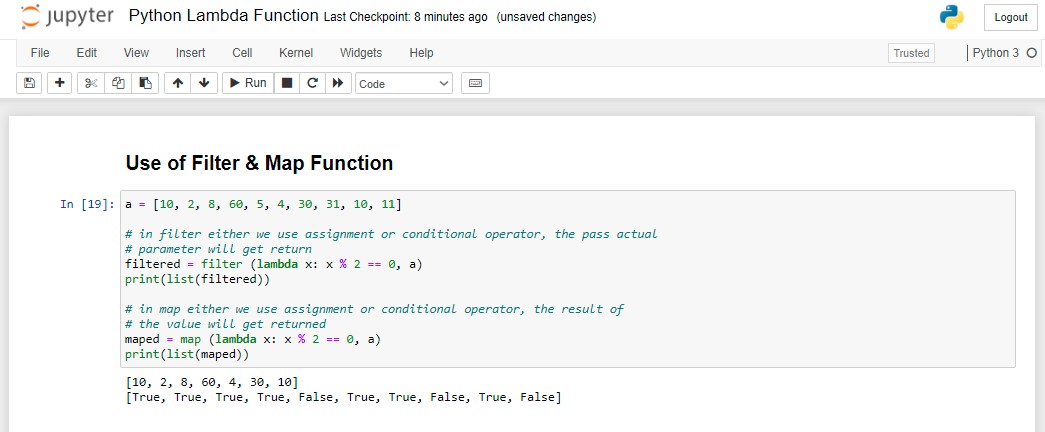 jupyter Python Lambda Function Last Checkpoint: 8 minutes ago (unsaved changes) Logout
File Edit View Insert Cell Kernel Widgets Help Trusted Python 3
Run Code
Use of Filter & Map Function
In [19]: a = [10, 2, 8, 60, 5, 4, 30, 31, 10, 11]
# in filter either we use assignment or conditional operator, the pass actual
# parameter will get return
filtered = filter (lambda x: x % 2 == 0, a)
print(list(filtered))
# in map either we use assignment or conditional operator, the result of
# the value will get returned
maped = map (lambda x: x % 2 == 0, a)
print(list(maped))
[10, 2, 8, 60, 4, 30, 10]
[True, True, True, True, False, True, True, False, True, False]